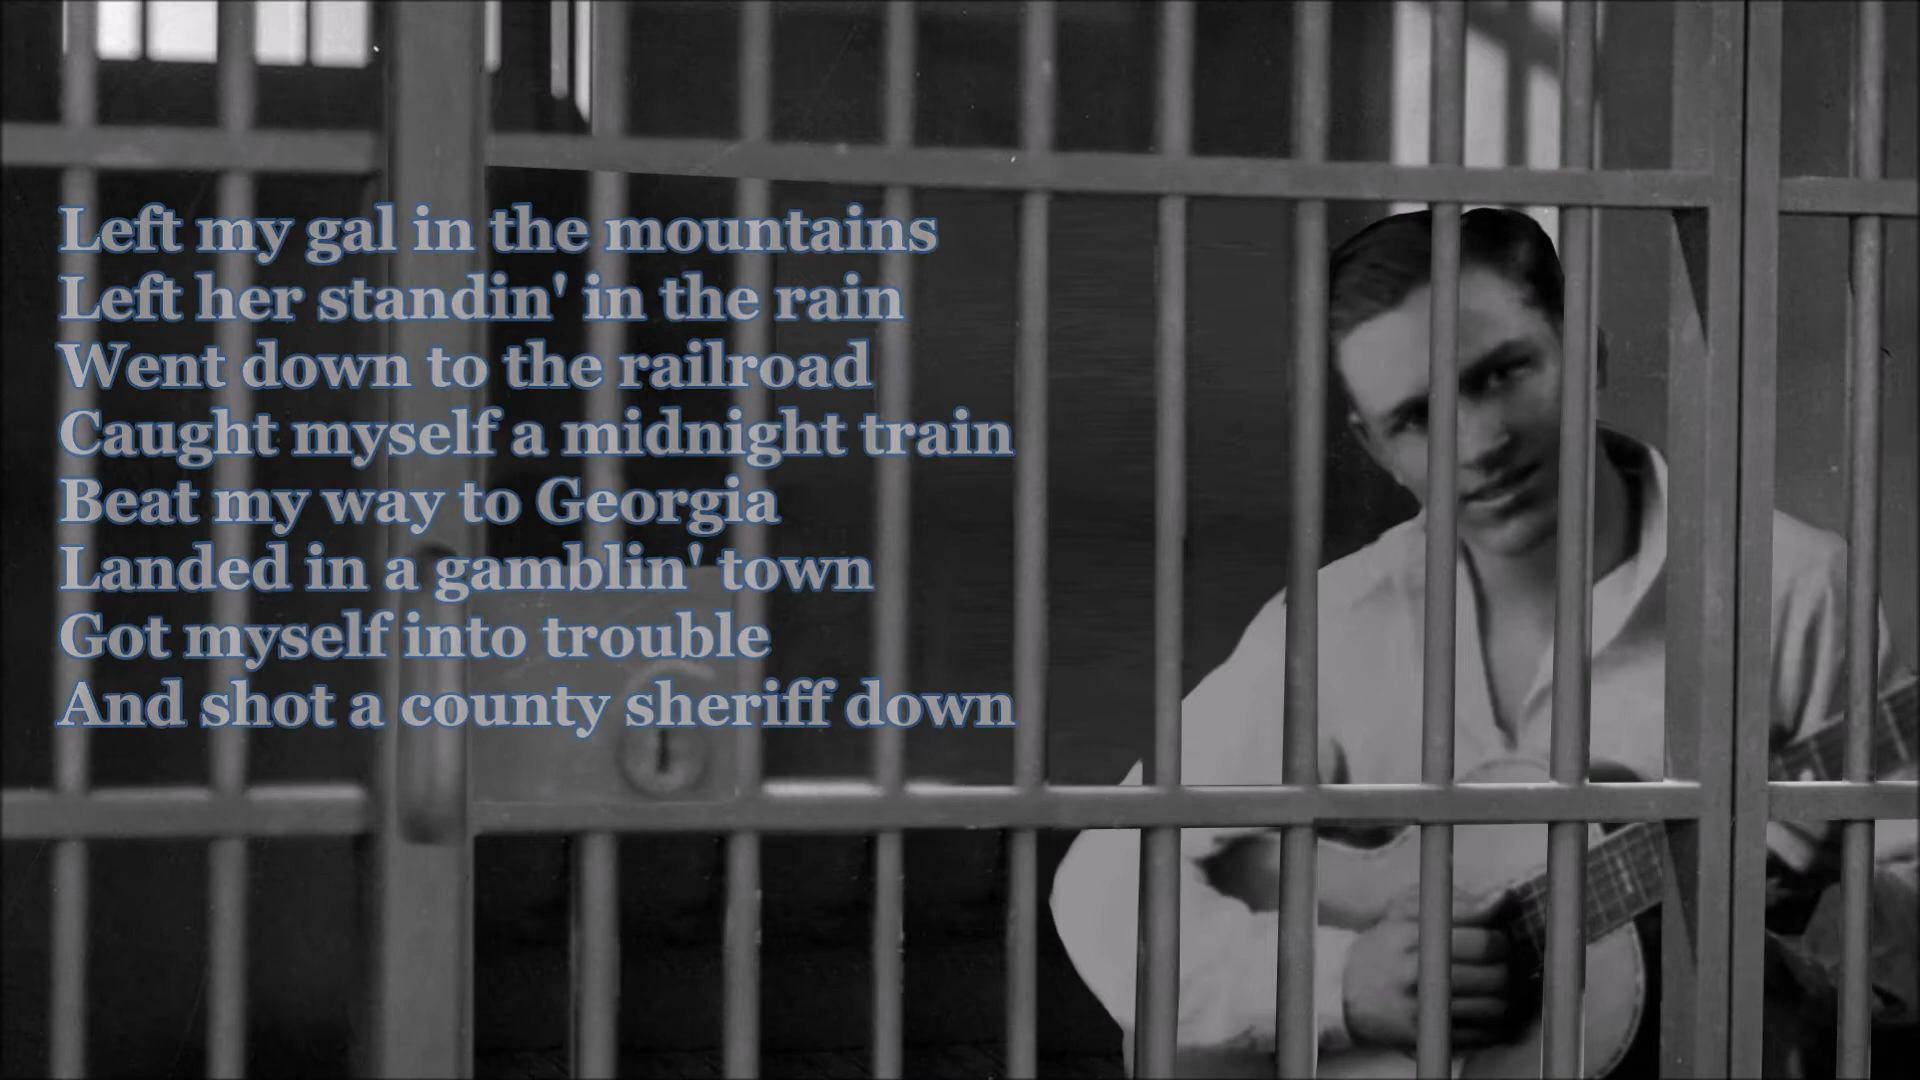 Left my gal in the mountains
Left her standin' in the rain
Went down to the railroad
Caught myself a midnight train
Beat my way to Georgia
Landed in a gamblin' town
Got myself into trouble
And shot a county sheriff down